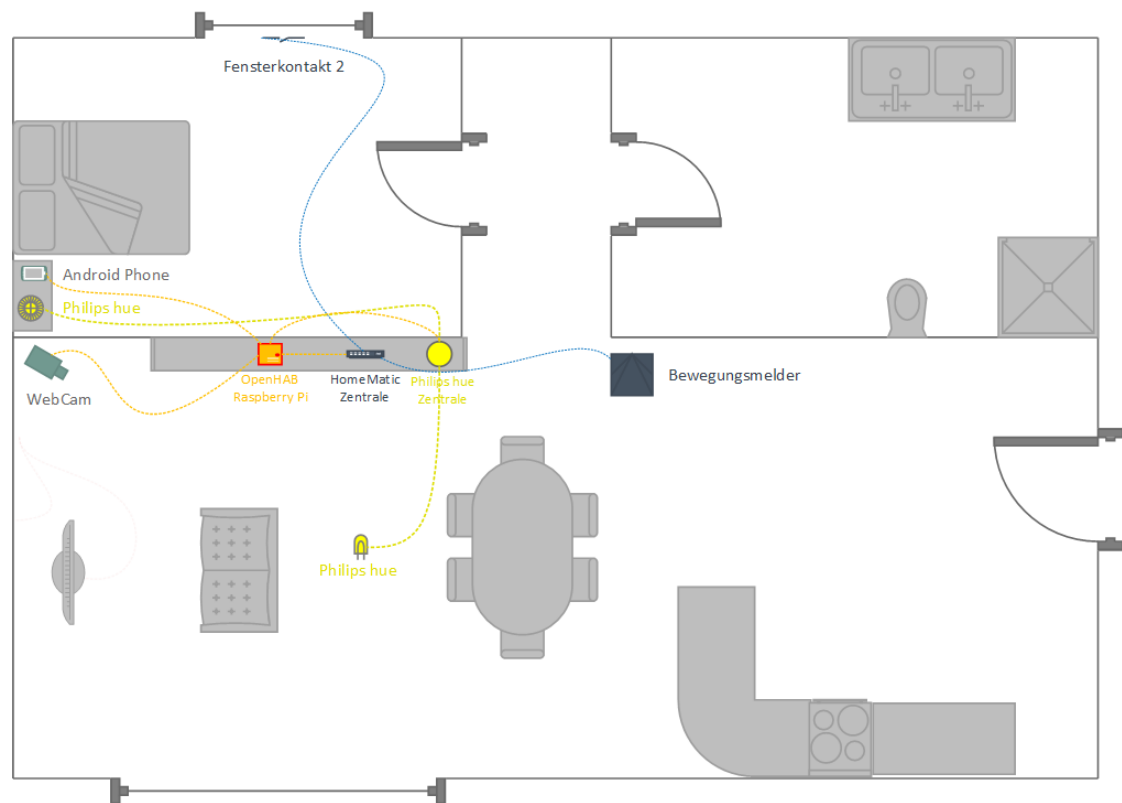 Fensterkontakt 2
Android Phone
Philips hue
WebCam
OpenHAB
Raspberry Pi
HomeMatic
Zentrale
Philips hue
Zentrale
Bewegungsmelder
Philips hue